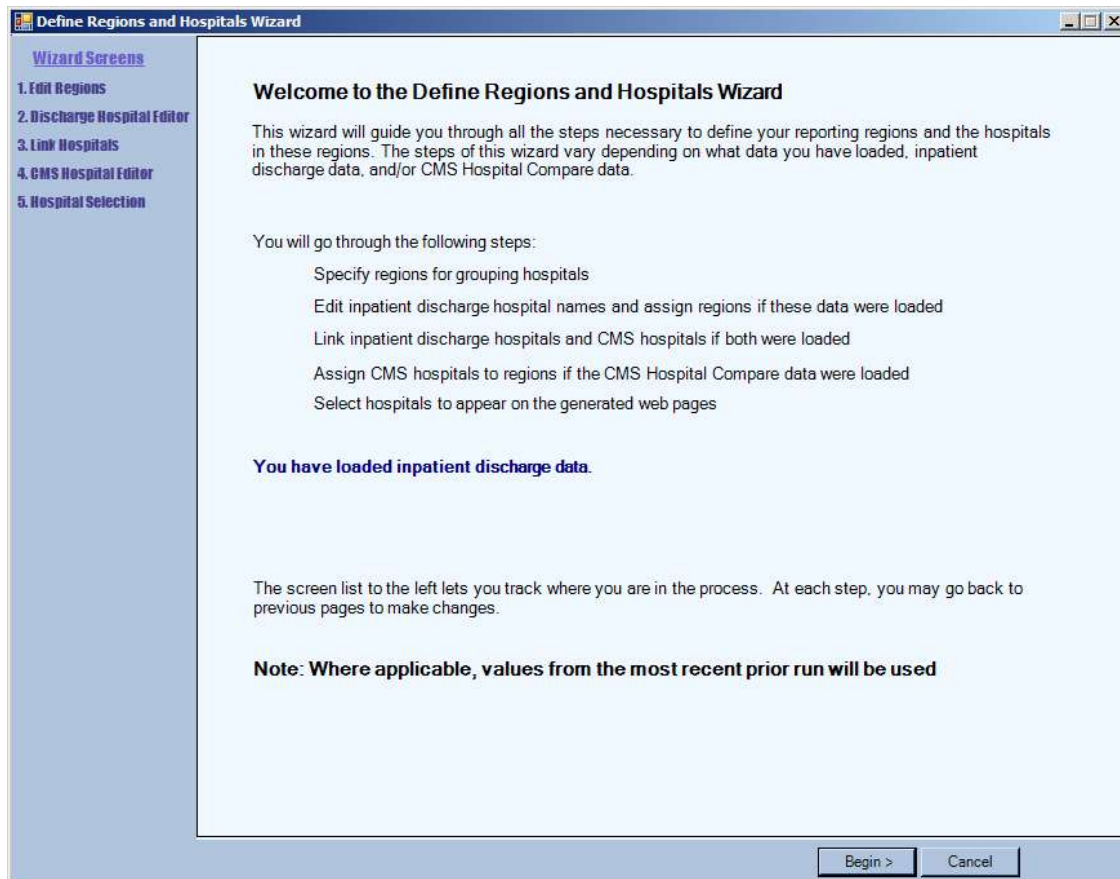 Define Regions and Hospitals Wizard
Wizard Screens
1. Edit Regions
2. Discharge Hospital Editor
3. Link Hospitals
4. CMS Hospital Editor
5. Hospital Selection
Welcome to the Define Regions and Hospitals Wizard
This wizard will guide you through all the steps necessary to define your reporting regions and the hospitals
in these regions. The steps of this wizard vary depending on what data you have loaded, inpatient
discharge data, and/or CMS Hospital Compare data.
You will go through the following steps:
Specify regions for grouping hospitals
Edit inpatient discharge hospital names and assign regions if these data were loaded
Link inpatient discharge hospitals and CMS hospitals if both were loaded
Assign CMS hospitals to regions if the CMS Hospital Compare data were loaded
Select hospitals to appear on the generated web pages
You have loaded inpatient discharge data.
The screen list to the left lets you track where you are in the process. At each step, you may go back to
previous pages to make changes.
Note: Where applicable, values from the most recent prior run will be used
Begin >
Cancel